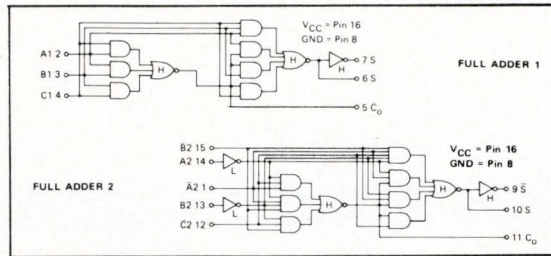 VCC = Pin 16
GND = Pin 8
A1 2
B1 3
C1 4
H
H
H
7 S
6 S
5 C̄o
FULL ADDER 1
FULL ADDER 2
B2 15
A2 14
L
Ā2 1
B2 13
L
C2 12
H
H
H
VCC = Pin 16
GND = Pin 8
9 S̄
10 S
11 Co